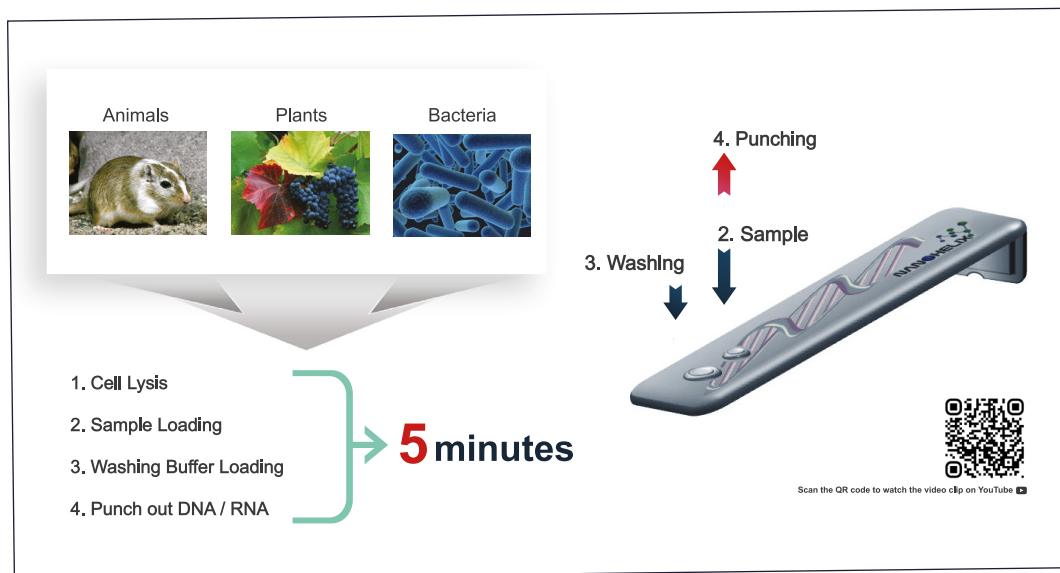 Animals
Plants
Bacteria
1. Cell Lysis
2. Sample Loading
3. Washing Buffer Loading
4. Punch out DNA / RNA
5 minutes
4. Punching
2. Sample
3. Washing
NANOHELIX
Scan the QR code to watch the video clip on YouTube